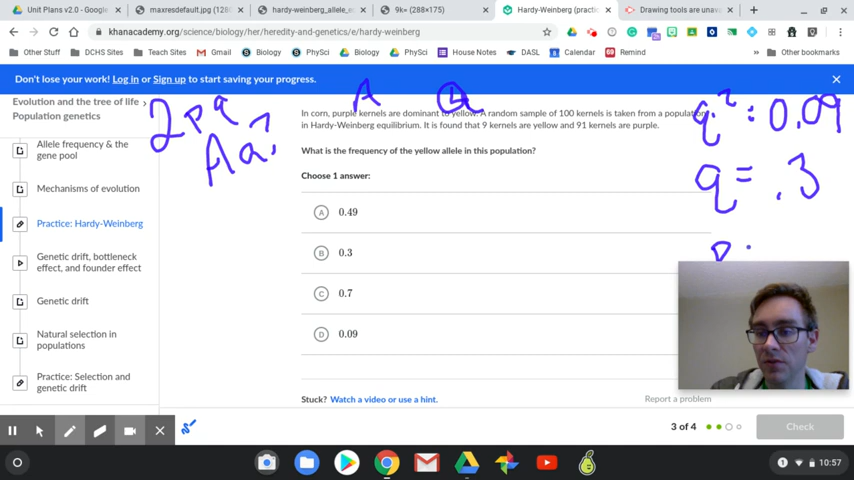 Unit Plans v2.0 - Google
maxresdefault.jpg (128
hardy-weinberg_allele_e
9k+ (288×175)
Hardy-Weinberg (practic
Drawing tools are unav
khanacademy.org/science/biology/her/heredity-and-genetics/e/hardy-weinberg
Other Stuff
DCHS Sites
Teach Sites
Gmail
Biology
PhySci
Biology
PhySci
House Notes
DASL
Calendar
Remind
Other bookmarks
Don't lose your work! Log in or Sign up to start saving your progress.
Evolution and the tree of life
Population genetics
Allele frequency & the
gene pool
Mechanisms of evolution
Practice: Hardy-Weinberg
Genetic drift, bottleneck
effect, and founder effect
Genetic drift
Natural selection in
populations
Practice: Selection and
genetic drift
2pq
Aa?
A
a
In corn, purple kernels are dominant to yellow. A random sample of 100 kernels is taken from a population
in Hardy-Weinberg equilibrium. It is found that 9 kernels are yellow and 91 kernels are purple.
What is the frequency of the yellow allele in this population?
Choose 1 answer:
A 0.49
B 0.3
C 0.7
D 0.09
q² = 0.09
q = .3
p
Stuck? Watch a video or use a hint.
Report a problem
3 of 4
Check
1
10:57